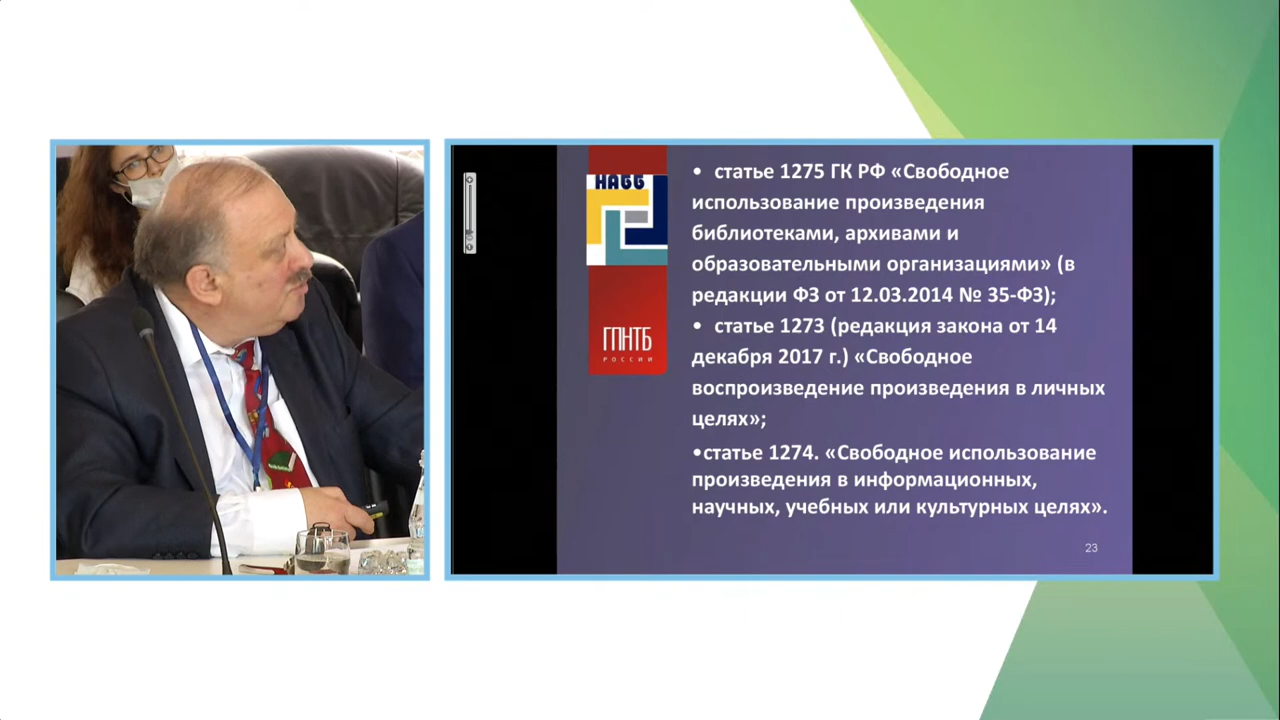 НАББ
ГПНТБ
РОССИИ
• статье 1275 ГК РФ «Свободное
использование произведения
библиотеками, архивами и
образовательными организациями» (в
редакции ФЗ от 12.03.2014 № 35-ФЗ);
• статье 1273 (редакция закона от 14
декабря 2017 г.) «Свободное
воспроизведение произведения в личных
целях»;
•статье 1274. «Свободное использование
произведения в информационных,
научных, учебных или культурных целях».
23